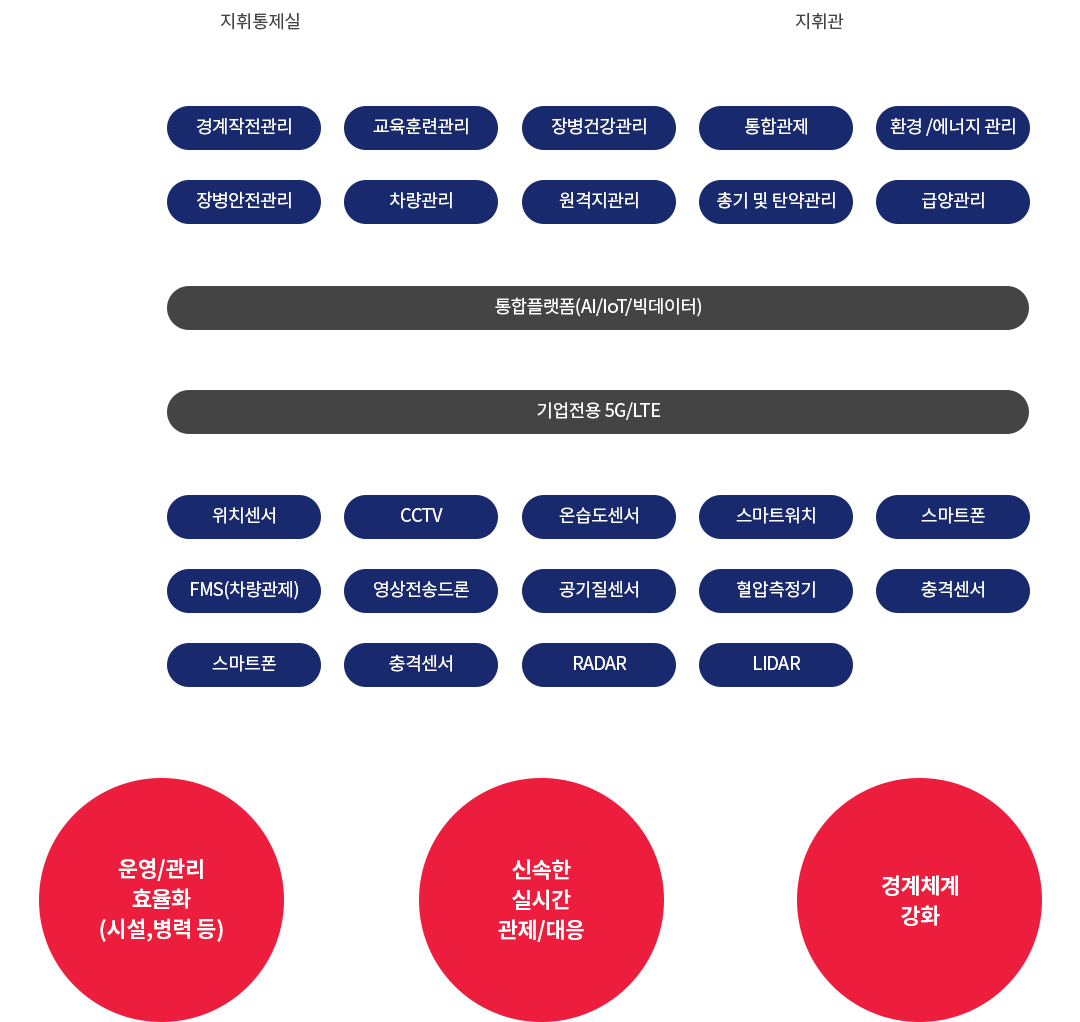 지휘통제실
지휘관
경계작전관리
교육훈련관리
장병건강관리
통합관제
환경 /에너지 관리
장병안전관리
차량관리
원격지관리
총기 및 탄약관리
급양관리
통합플랫폼(AI/IoT/빅데이터)
기업전용 5G/LTE
위치센서
CCTV
온습도센서
스마트워치
스마트폰
FMS(차량관제)
영상전송드론
공기질센서
혈압측정기
충격센서
스마트폰
충격센서
RADAR
LIDAR
운영/관리
효율화
(시설,병력 등)
신속한
실시간
관제/대응
경계체계
강화